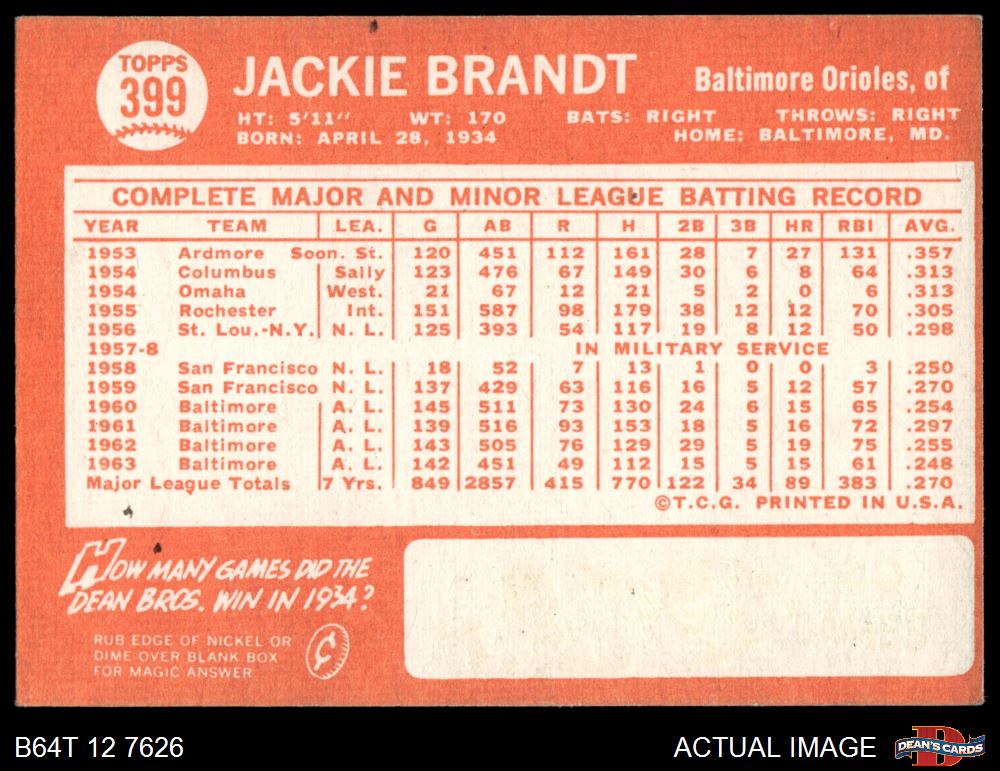 TOPPS
399
JACKIE BRANDT
Baltimore Orioles, of
HT: 5'11" WT: 170 BATS: RIGHT THROWS: RIGHT
BORN: APRIL 28, 1934 HOME: BALTIMORE, MD.
COMPLETE MAJOR AND MINOR LEAGUE BATTING RECORD
YEAR TEAM LEA. G AB R H 2B 3B HR RBI AVG.
1953 Ardmore Soon. St. 120 451 112 161 28 7 27 131 .357
1954 Columbus Sally 123 476 67 149 30 6 8 64 .313
1954 Omaha West. 21 67 12 21 5 2 0 6 .313
1955 Rochester Int. 151 587 98 179 38 12 12 70 .305
1956 St. Lou.-N.Y. N. L. 125 393 54 117 19 8 12 50 .298
1957-8 IN MILITARY SERVICE
1958 San Francisco N. L. 18 52 7 13 1 0 0 3 .250
1959 San Francisco N. L. 137 429 63 116 16 5 12 57 .270
1960 Baltimore A. L. 145 511 73 130 24 6 15 65 .254
1961 Baltimore A. L. 139 516 93 153 18 5 16 72 .297
1962 Baltimore A. L. 143 505 76 129 29 5 19 75 .255
1963 Baltimore A. L. 142 451 49 112 15 5 15 61 .248
Major League Totals 7 Yrs. 849 2857 415 770 122 34 89 383 .270
©T.C.G. PRINTED IN U.S.A.
HOW MANY GAMES DID THE
DEAN BROS. WIN IN 1934?
RUB EDGE OF NICKEL OR
DIME OVER BLANK BOX
FOR MAGIC ANSWER
¢
B64T 12 7626
ACTUAL IMAGE
D
DEAN'S CARDS